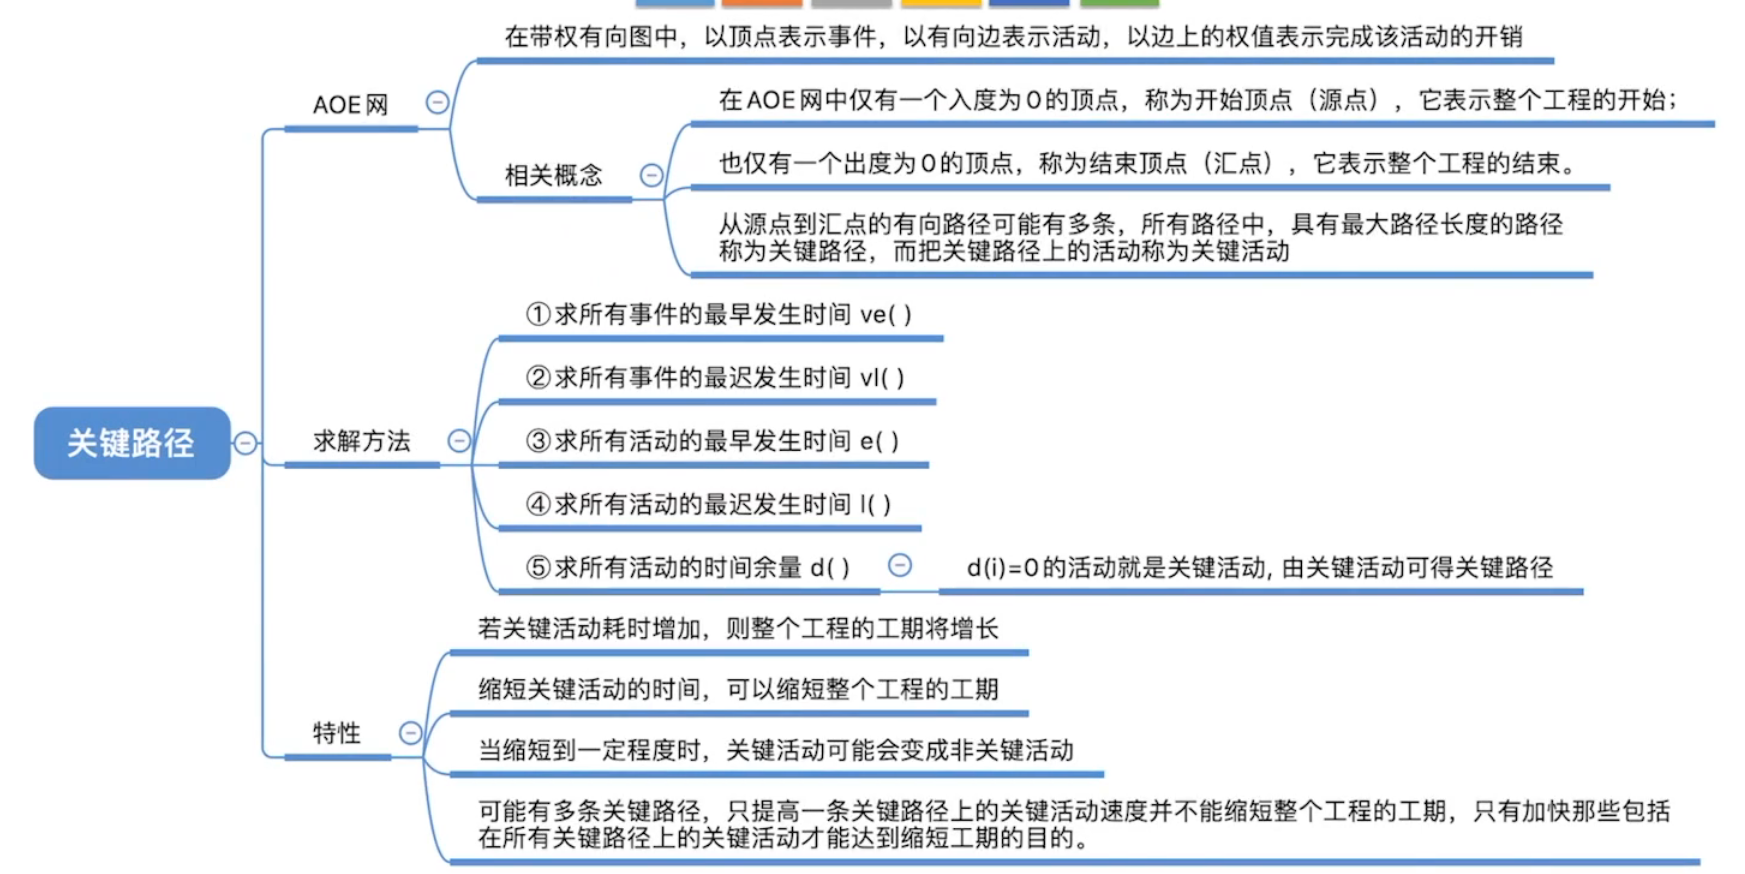 在带权有向图中，以顶点表示事件，以有向边表示活动，以边上的权值表示完成该活动的开销
AOE网
在AOE网中仅有一个入度为0的顶点，称为开始顶点（源点），它表示整个工程的开始；
相关概念
也仅有一个出度为0的顶点，称为结束顶点（汇点），它表示整个工程的结束。
从源点到汇点的有向路径可能有多条，所有路径中，具有最大路径长度的路径
称为关键路径，而把关键路径上的活动称为关键活动
关键路径
求解方法
①求所有事件的最早发生时间 ve( )
②求所有事件的最迟发生时间 vl( )
③求所有活动的最早发生时间 e( )
④求所有活动的最迟发生时间 l( )
⑤求所有活动的时间余量 d( )
d(i)=0的活动就是关键活动, 由关键活动可得关键路径
特性
若关键活动耗时增加，则整个工程的工期将增长
缩短关键活动的时间，可以缩短整个工程的工期
当缩短到一定程度时，关键活动可能会变成非关键活动
可能有多条关键路径，只提高一条关键路径上的关键活动速度并不能缩短整个工程的工期，只有加快那些包括
在所有关键路径上的关键活动才能达到缩短工期的目的。